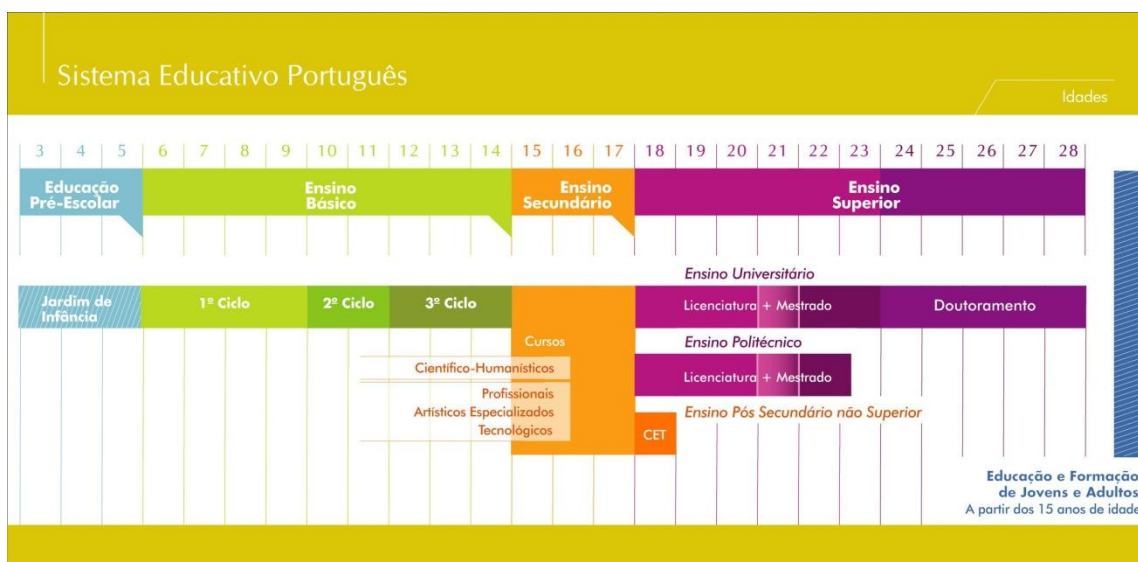 Sistema Educativo Português
Idades
3 4 5 6 7 8 9 10 11 12 13 14 15 16 17 18 19 20 21 22 23 24 25 26 27 28
Educação
Pré-Escolar
Ensino
Básico
Ensino
Secundário
Ensino
Superior
Ensino Universitário
Jardim de
Infância
1º Ciclo
2º Ciclo
3º Ciclo
Licenciatura + Mestrado
Doutoramento
Cursos
Ensino Politécnico
Científico-Humanísticos
Licenciatura + Mestrado
Profissionais
Artísticos Especializados
Tecnológicos
Ensino Pós Secundário não Superior
CET
Educação e Formação
de Jovens e Adultos
A partir dos 15 anos de idade